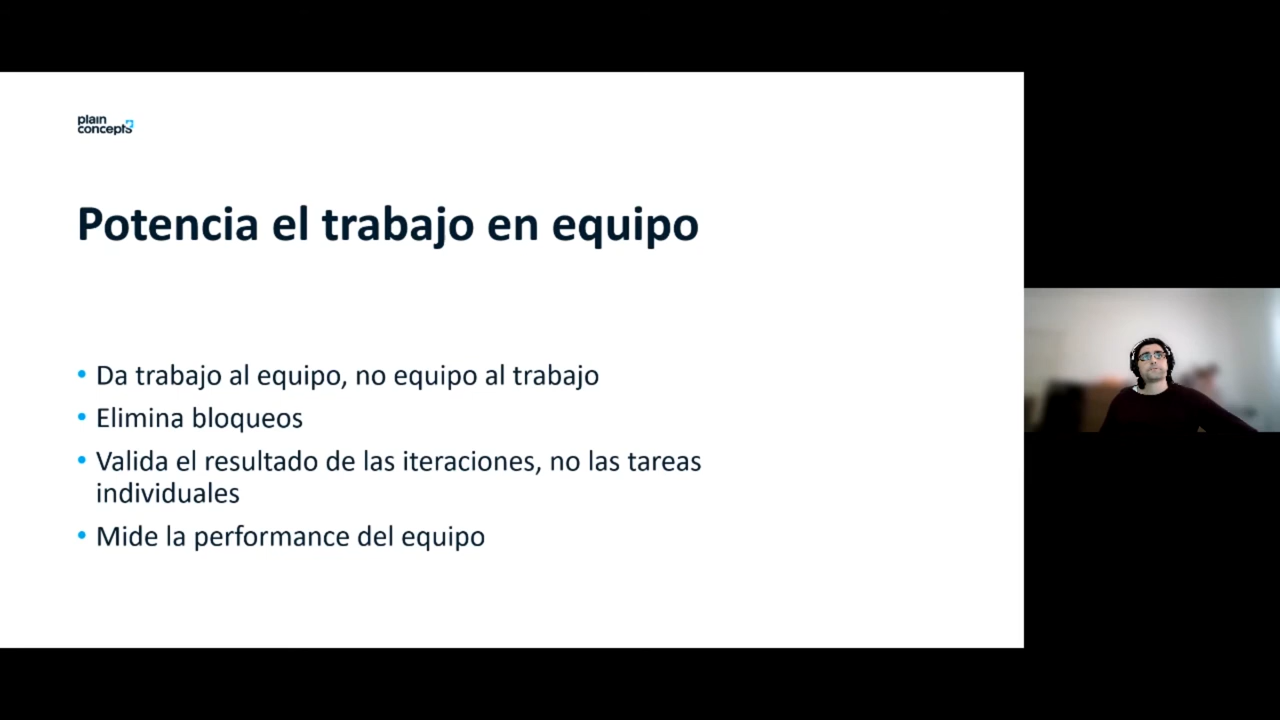 plain
concepts
Potencia el trabajo en equipo
• Da trabajo al equipo, no equipo al trabajo
• Elimina bloqueos
• Valida el resultado de las iteraciones, no las tareas
individuales
• Mide la performance del equipo